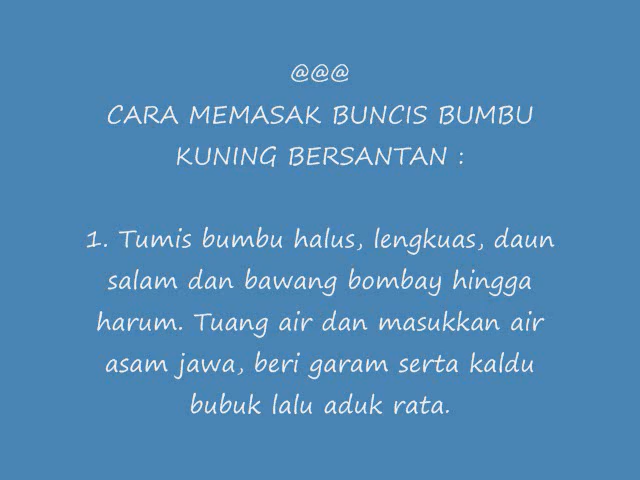 @@@
CARA MEMASAK BUNCIS BUMBU
KUNING BERSANTAN :
1. Tumis bumbu halus, lengkuas, daun
salam dan bawang bombay hingga
harum. Tuang air dan masukkan air
asam jawa, beri garam serta kaldu
bubuk lalu aduk rata.